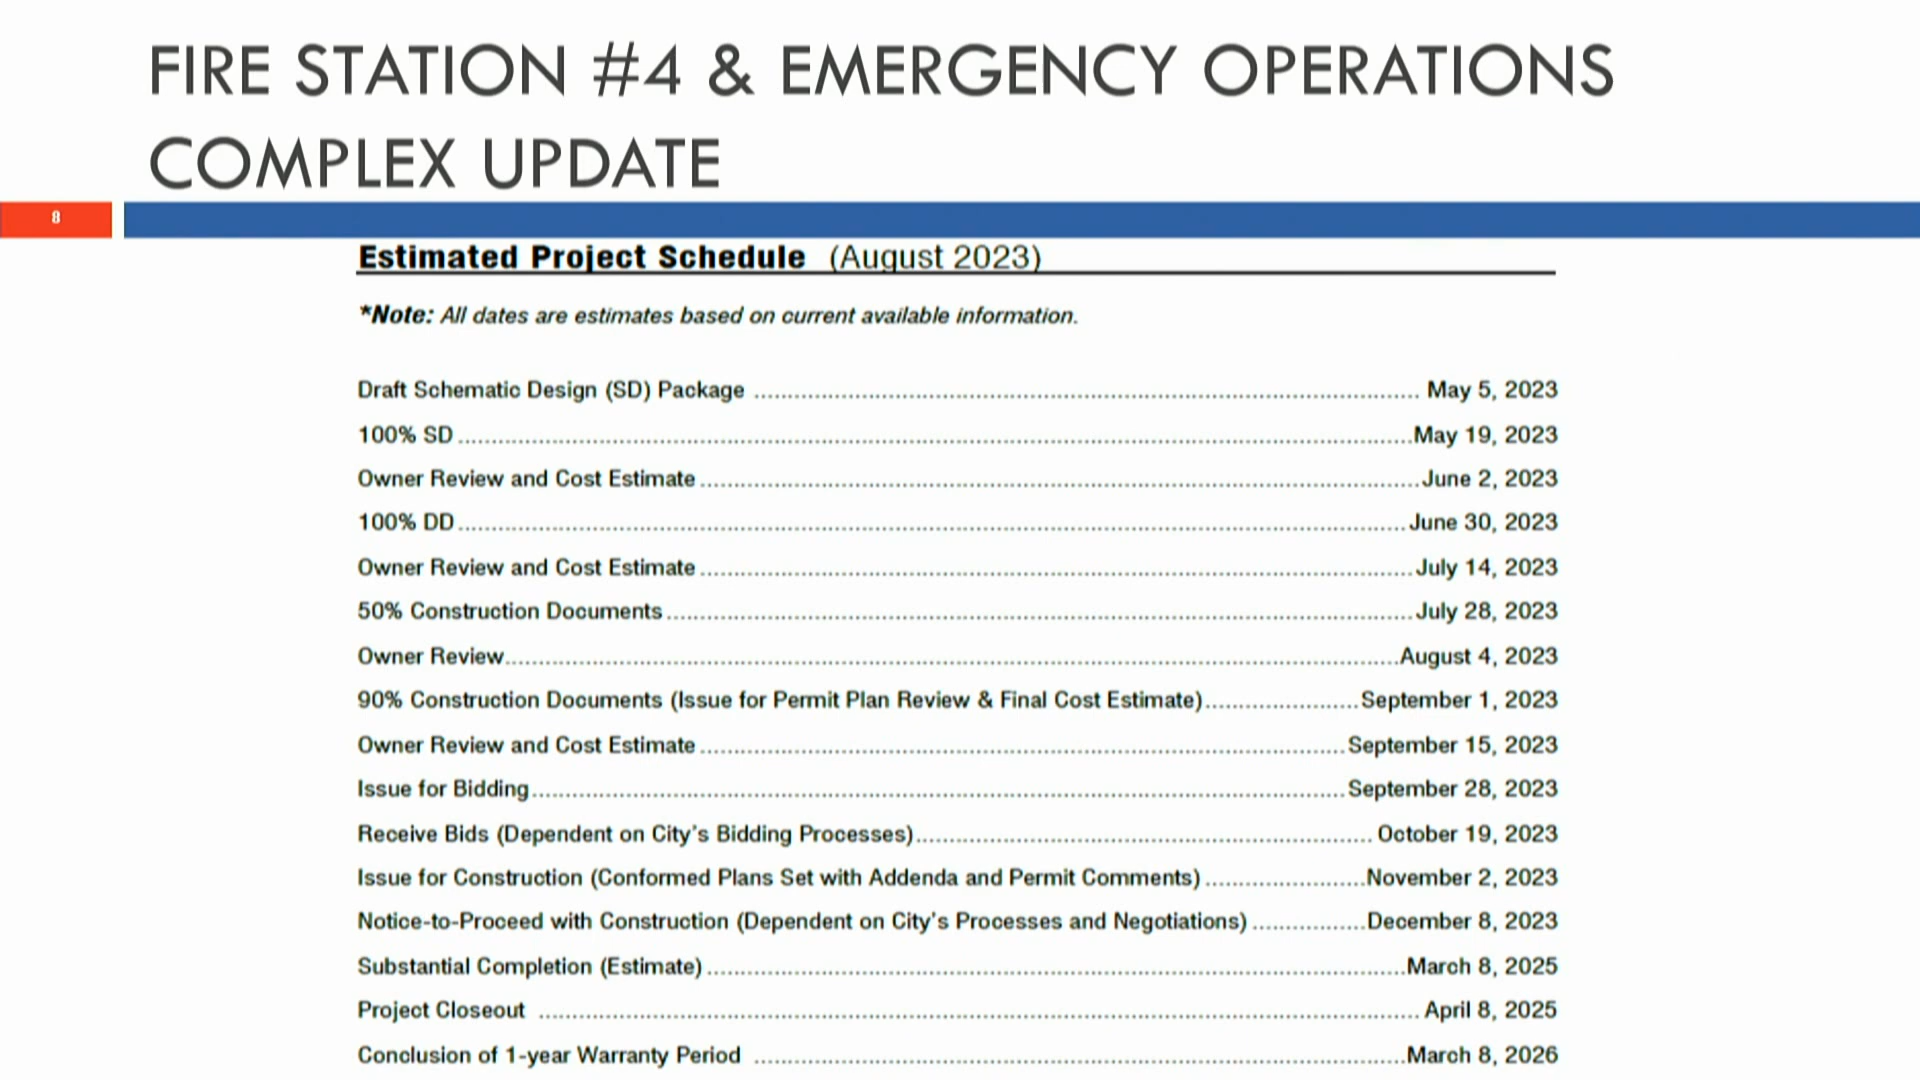 FIRE STATION #4 & EMERGENCY OPERATIONS
COMPLEX UPDATE
8
Estimated Project Schedule (August 2023)
*Note: All dates are estimates based on current available information.
Draft Schematic Design (SD) Package ........ May 5, 2023
100% SD ........ May 19, 2023
Owner Review and Cost Estimate ........ June 2, 2023
100% DD ........ June 30, 2023
Owner Review and Cost Estimate ........ July 14, 2023
50% Construction Documents ........ July 28, 2023
Owner Review ........ August 4, 2023
90% Construction Documents (Issue for Permit Plan Review & Final Cost Estimate) ........ September 1, 2023
Owner Review and Cost Estimate ........ September 15, 2023
Issue for Bidding ........ September 28, 2023
Receive Bids (Dependent on City's Bidding Processes) ........ October 19, 2023
Issue for Construction (Conformed Plans Set with Addenda and Permit Comments) ........ November 2, 2023
Notice-to-Proceed with Construction (Dependent on City's Processes and Negotiations) ........ December 8, 2023
Substantial Completion (Estimate) ........ March 8, 2025
Project Closeout ........ April 8, 2025
Conclusion of 1-year Warranty Period ........ March 8, 2026